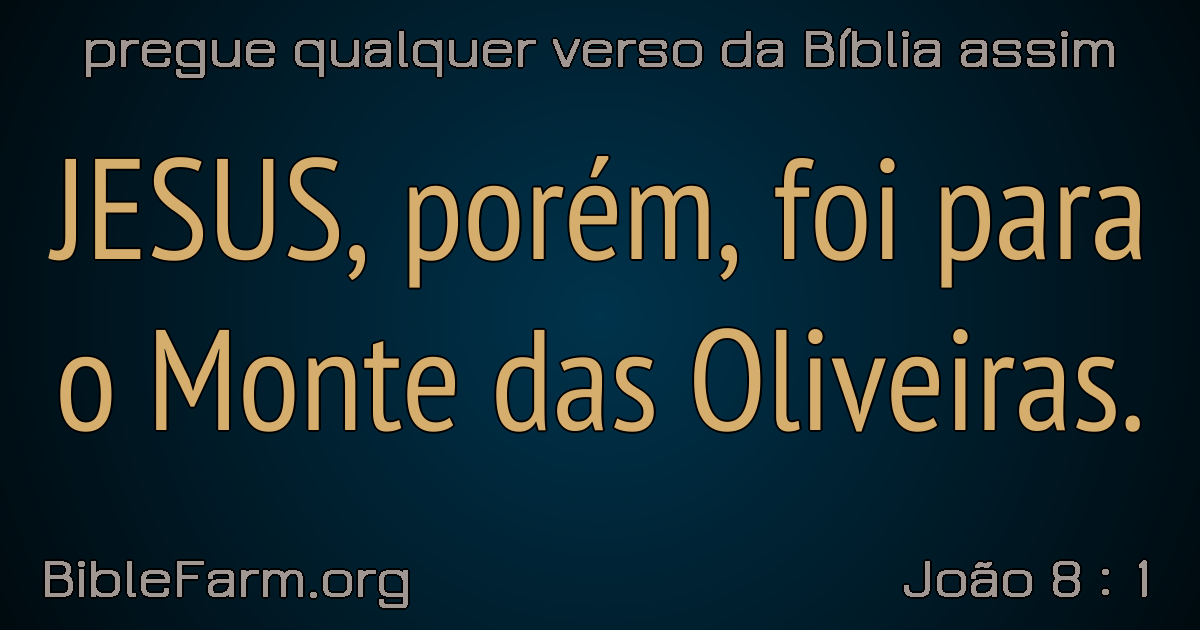 pregue qualquer verso da Bíblia assim
JESUS, porém, foi para
o Monte das Oliveiras.
BibleFarm.org
João 8 : 1